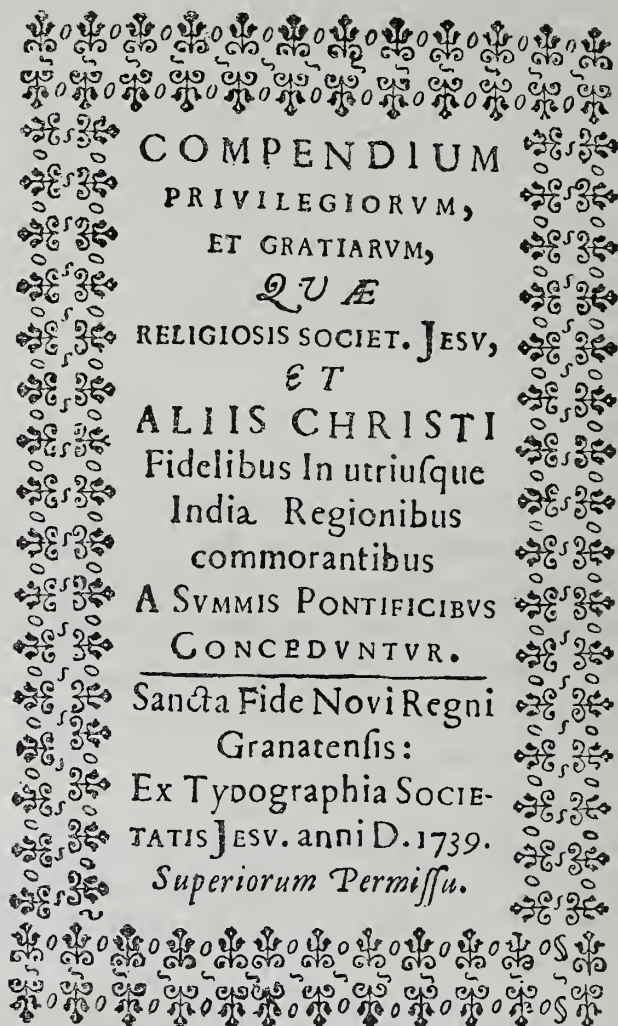 COMPENDIUM
PRIVILEGIORVM,
ET GRATIARVM,
QUÆ
RELIGIOSIS SOCIET. JESV,
ET
ALIIS CHRISTI
Fidelibus In utriuſque
India Regionibus
commorantibus
A SVMMIS PONTIFICIBVS
CONCEDVNTVR.
Sancta Fide Novi Regni
Granatenſis:
Ex Typographia SOCIE-
TATIS JESV. anni D. 1739.
Superiorum Permiſſu.